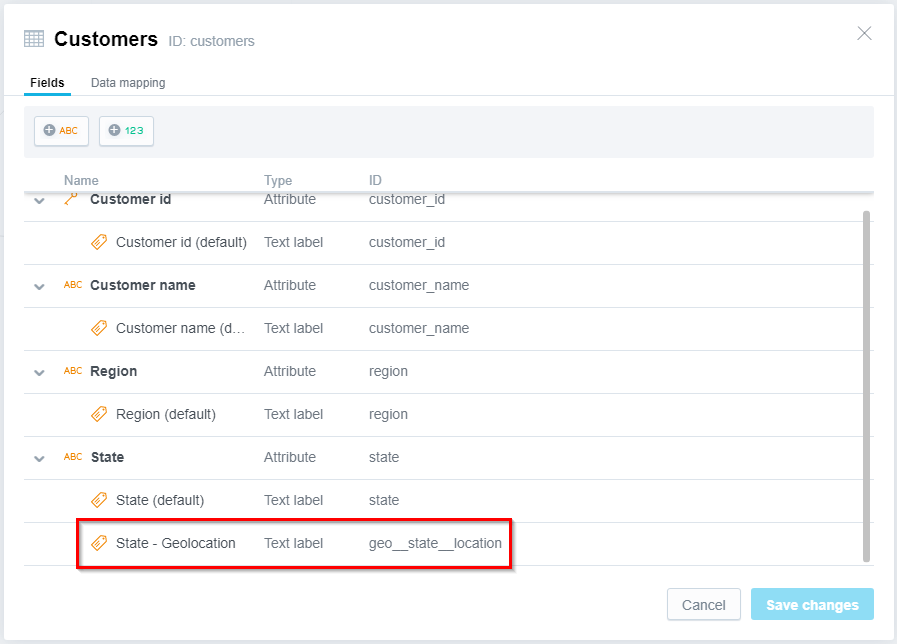 Customers ID: customers
Fields Data mapping
ABC 123
Name Type ID
Customer id Attribute customer_id
Customer id (default) Text label customer_id
ABC Customer name Attribute customer_name
Customer name (d... Text label customer_name
ABC Region Attribute region
Region (default) Text label region
ABC State Attribute state
State (default) Text label state
State - Geolocation Text label geo__state__location
Cancel Save changes